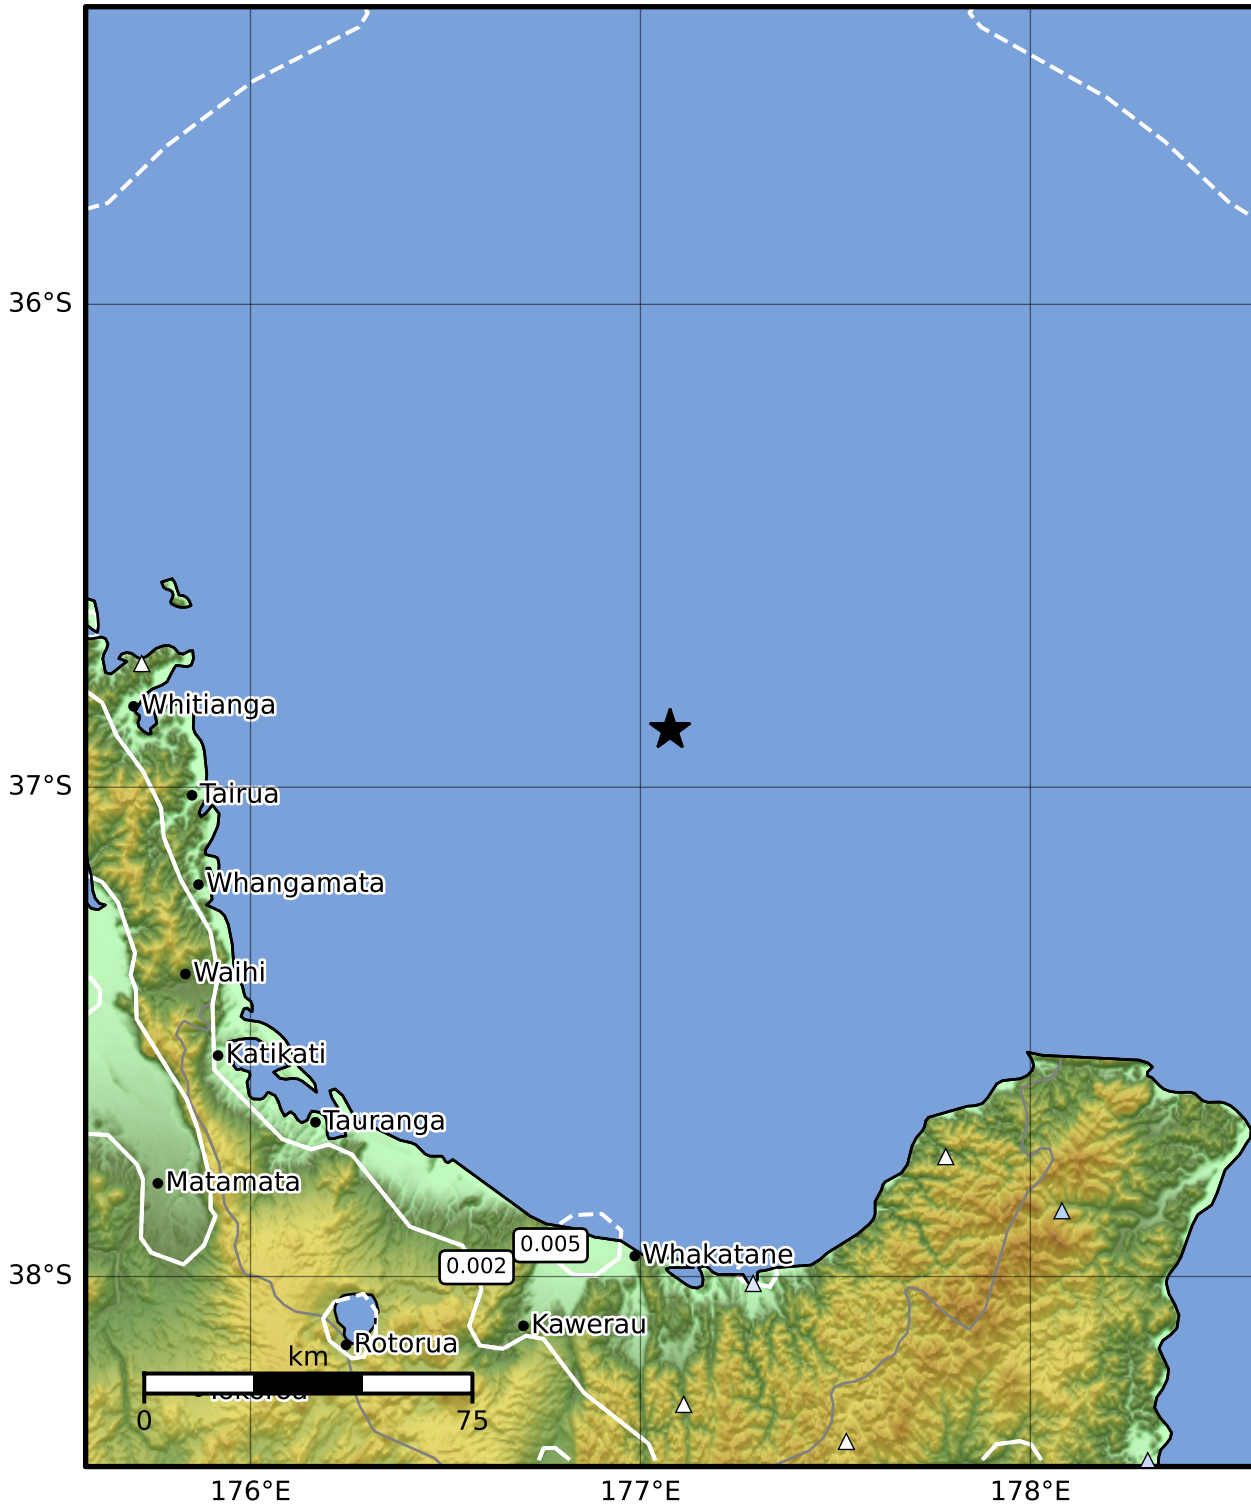 36°S
Whitianga
37°S
Tairua
Whangamata
Waihi
Katikati
Tauranga
Matamata
0.005
Whakatane
0.002
38°S
Kawerau
Rotorua
km
0
75
176°E
177°E
178°E